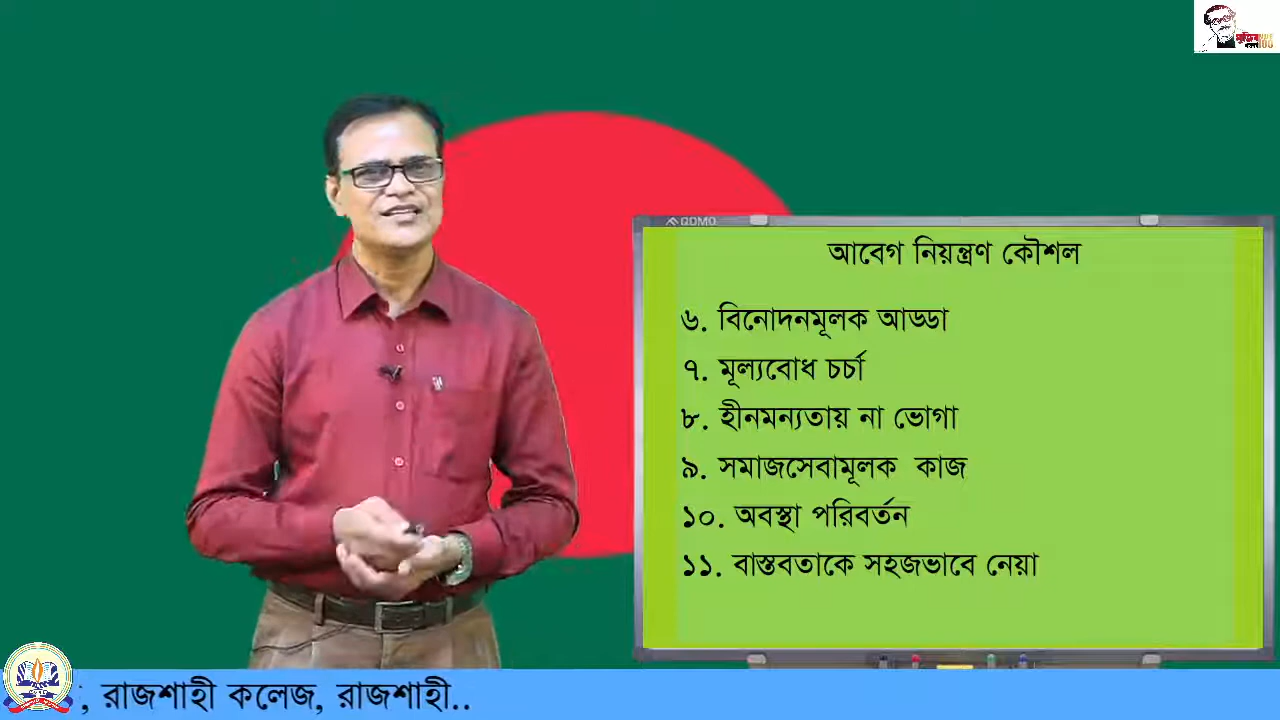 QOMO
আবেগ নিয়ন্ত্রণ কৌশল
৬. বিনোদনমূলক আড্ডা
৭. মূল্যবোধ চর্চা
৮. হীনমন্যতায় না ভোগা
৯. সমাজসেবামূলক কাজ
১০. অবস্থা পরিবর্তন
১১. বাস্তবতাকে সহজভাবে নেয়া
, রাজশাহী কলেজ, রাজশাহী..